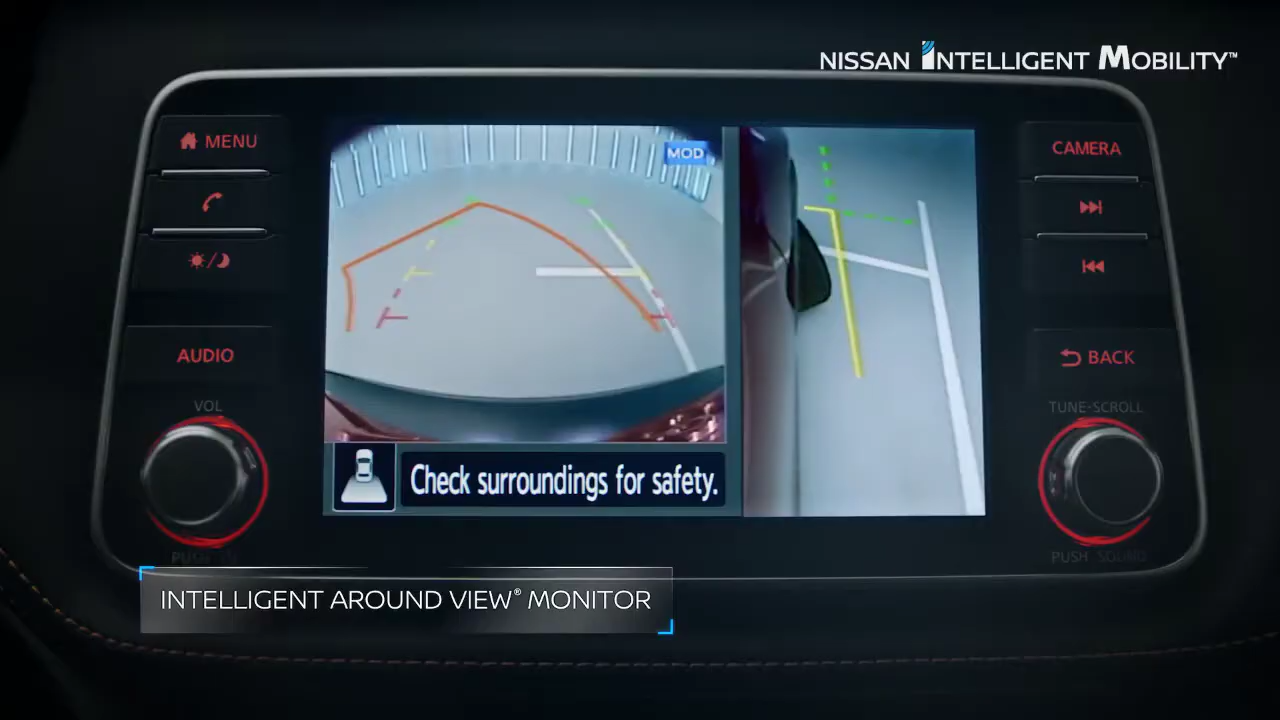 NISSAN INTELLIGENT MOBILITY™
MENU
CAMERA
MOD
AUDIO
BACK
VOL
TUNE·SCROLL
Check surroundings for safety.
PUSH
PUSH SOUND
INTELLIGENT AROUND VIEW® MONITOR